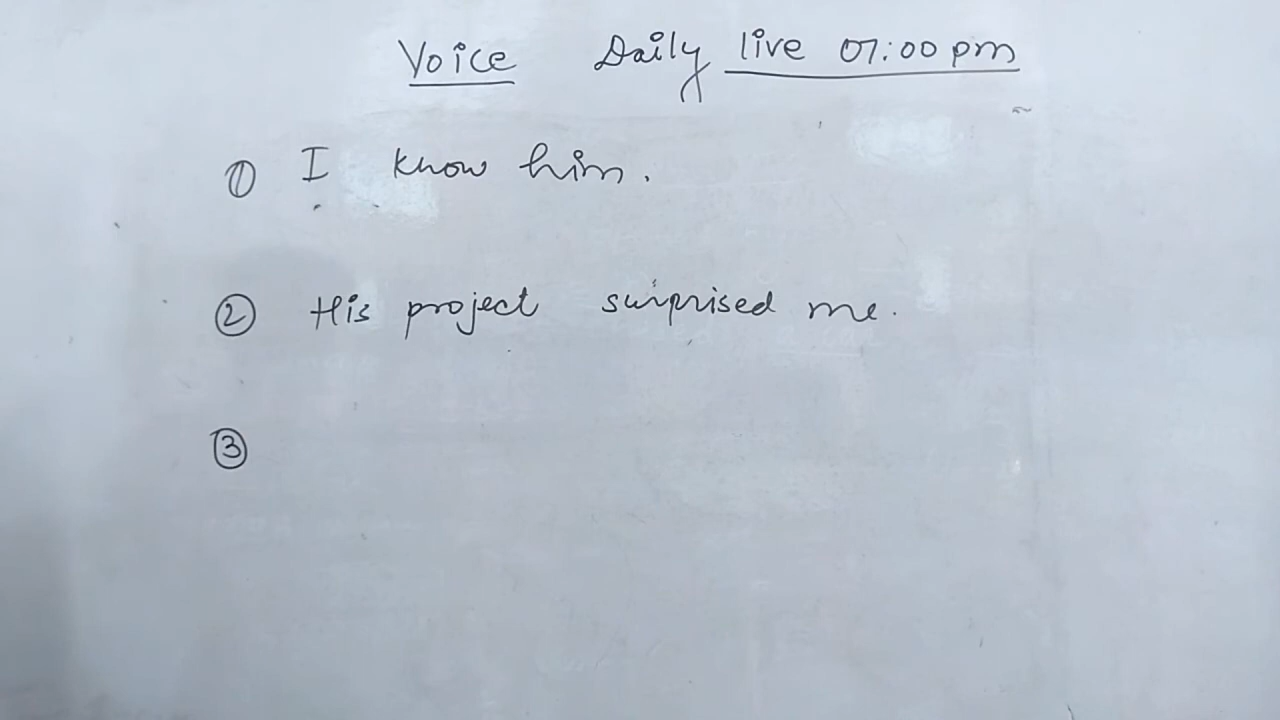 Voice Daily live 07:00 pm
① I know him.
② His project surprised me.
③